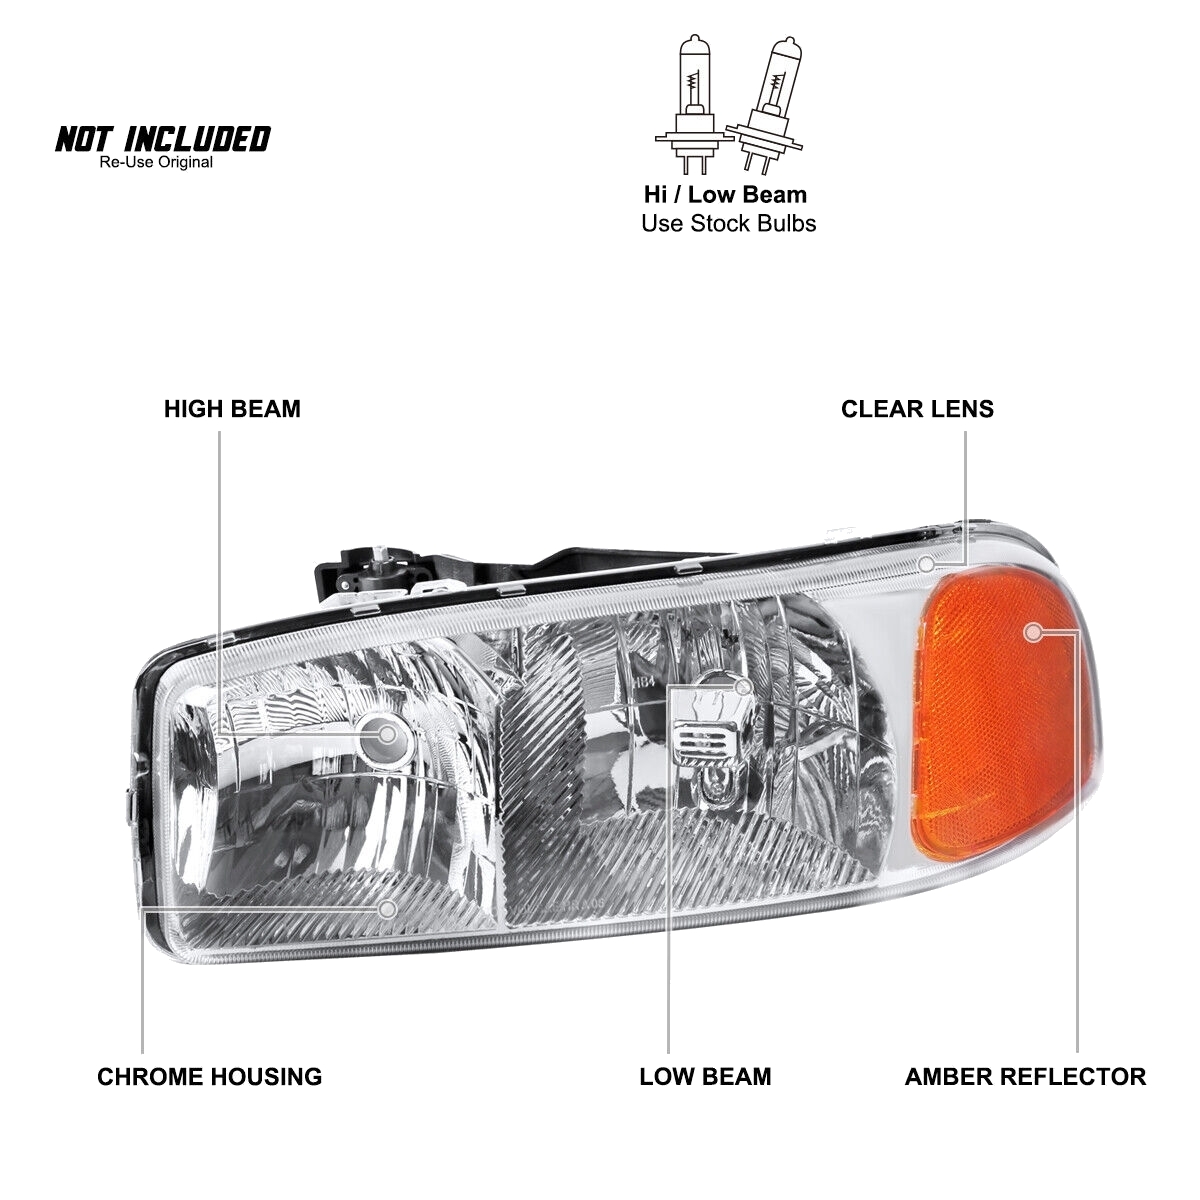 NOT INCLUDED
Re-Use Original
Hi / Low Beam
Use Stock Bulbs
HIGH BEAM
CLEAR LENS
CHROME HOUSING
LOW BEAM
AMBER REFLECTOR